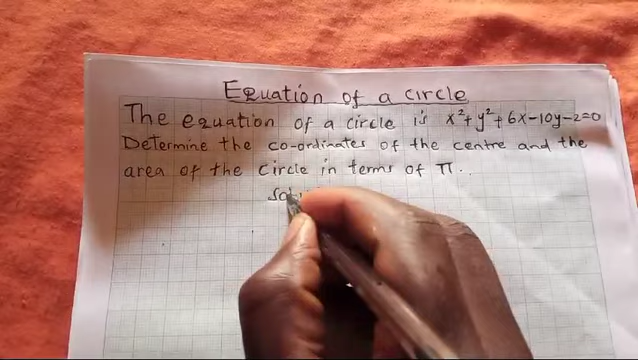 Equation of a circle
The equation of a circle is x²+y²+6x-10y-2=0
Determine the co-ordinates of the centre and the
area of the circle in terms of π..